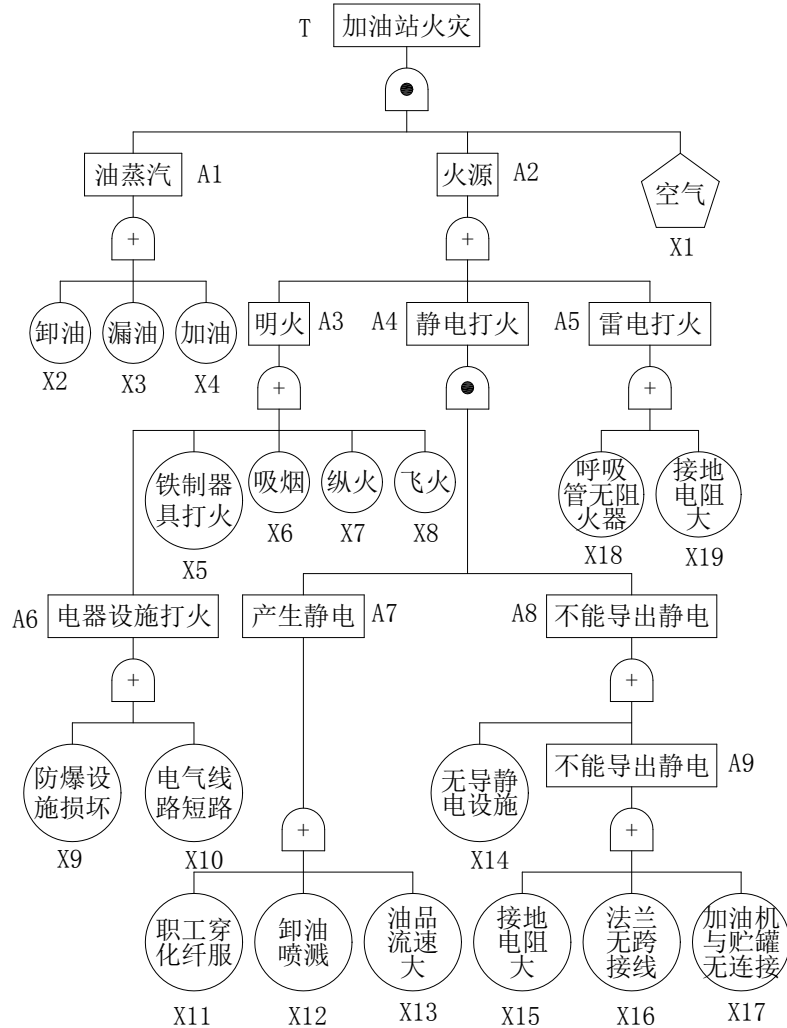 T 加油站火灾
油蒸汽 A1
火源 A2
空气
X1
+
+
卸油
漏油
加油
X2
X3
X4
明火 A3
A4 静电打火
A5 雷电打火
+
+
铁制器
具打火
X5
吸烟
X6
纵火
X7
飞火
X8
呼吸
管无阻
火器
X18
接地
电阻
大
X19
A6 电器设施打火
产生静电 A7
A8 不能导出静电
+
+
防爆设
施损坏
X9
电气线
路短路
X10
无导静
电设施
X14
不能导出静电 A9
+
+
职工穿
化纤服
X11
卸油
喷溅
X12
油品
流速
大
X13
接地
电阻
大
X15
法兰
无跨
接线
X16
加油机
与贮罐
无连接
X17